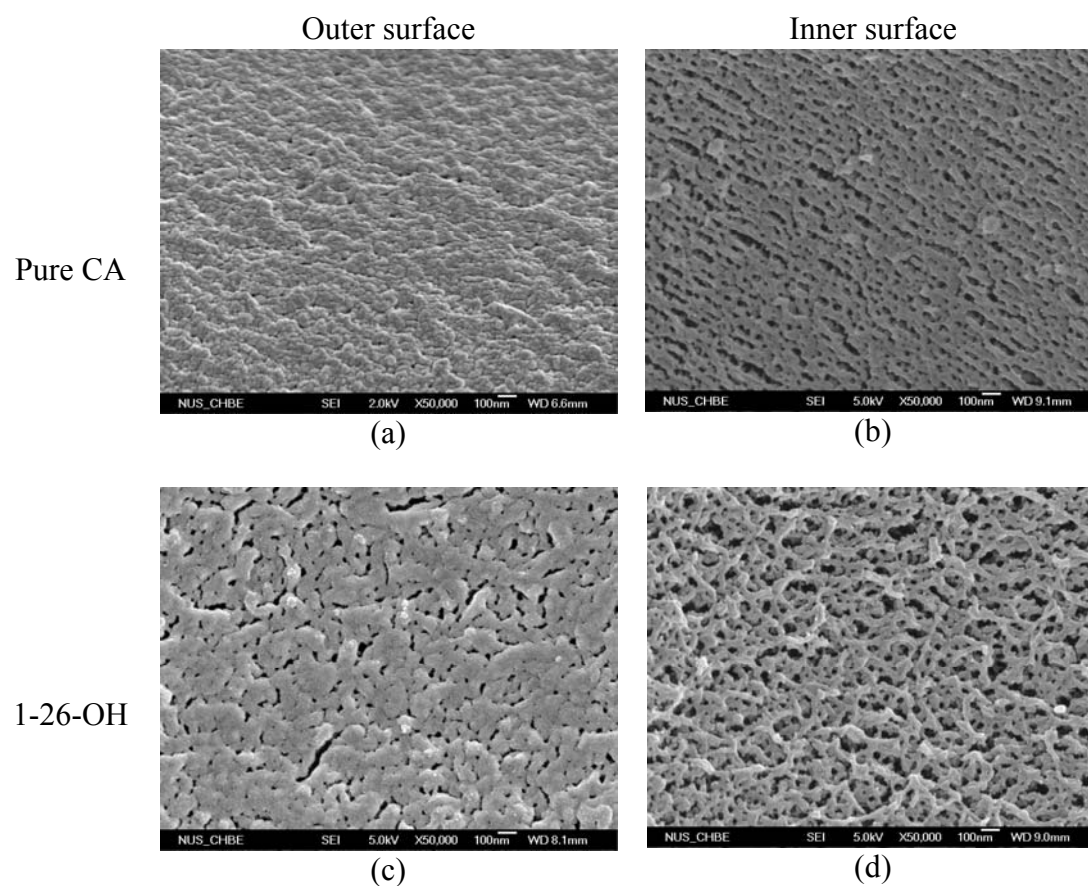 Outer surface
Inner surface
Pure CA
NUS_CHBE SEI 2.0kV X50,000 100nm WD 6.6mm
(a)
NUS_CHBE SEI 5.0kV X50,000 100nm WD 9.1mm
(b)
1-26-OH
NUS_CHBE SEI 5.0kV X50,000 100nm WD 8.1mm
(c)
NUS_CHBE SEI 5.0kV X50,000 100nm WD 9.0mm
(d)